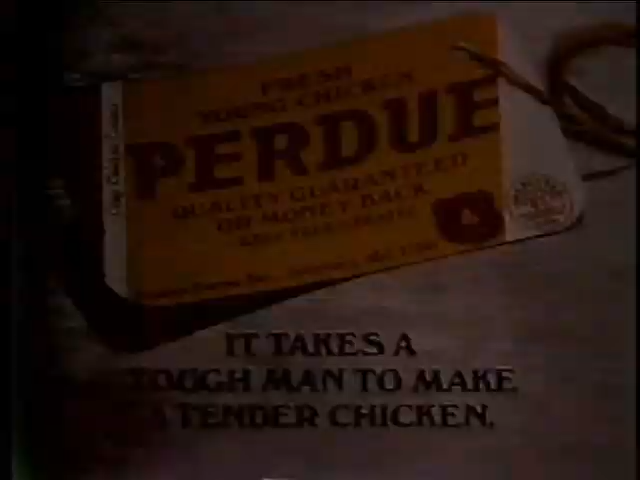 FRESH
YOUNG CHICKEN
PERDUE
QUALITY GUARANTEED
OR MONEY BACK
IT TAKES A
TOUGH MAN TO MAKE
A TENDER CHICKEN.